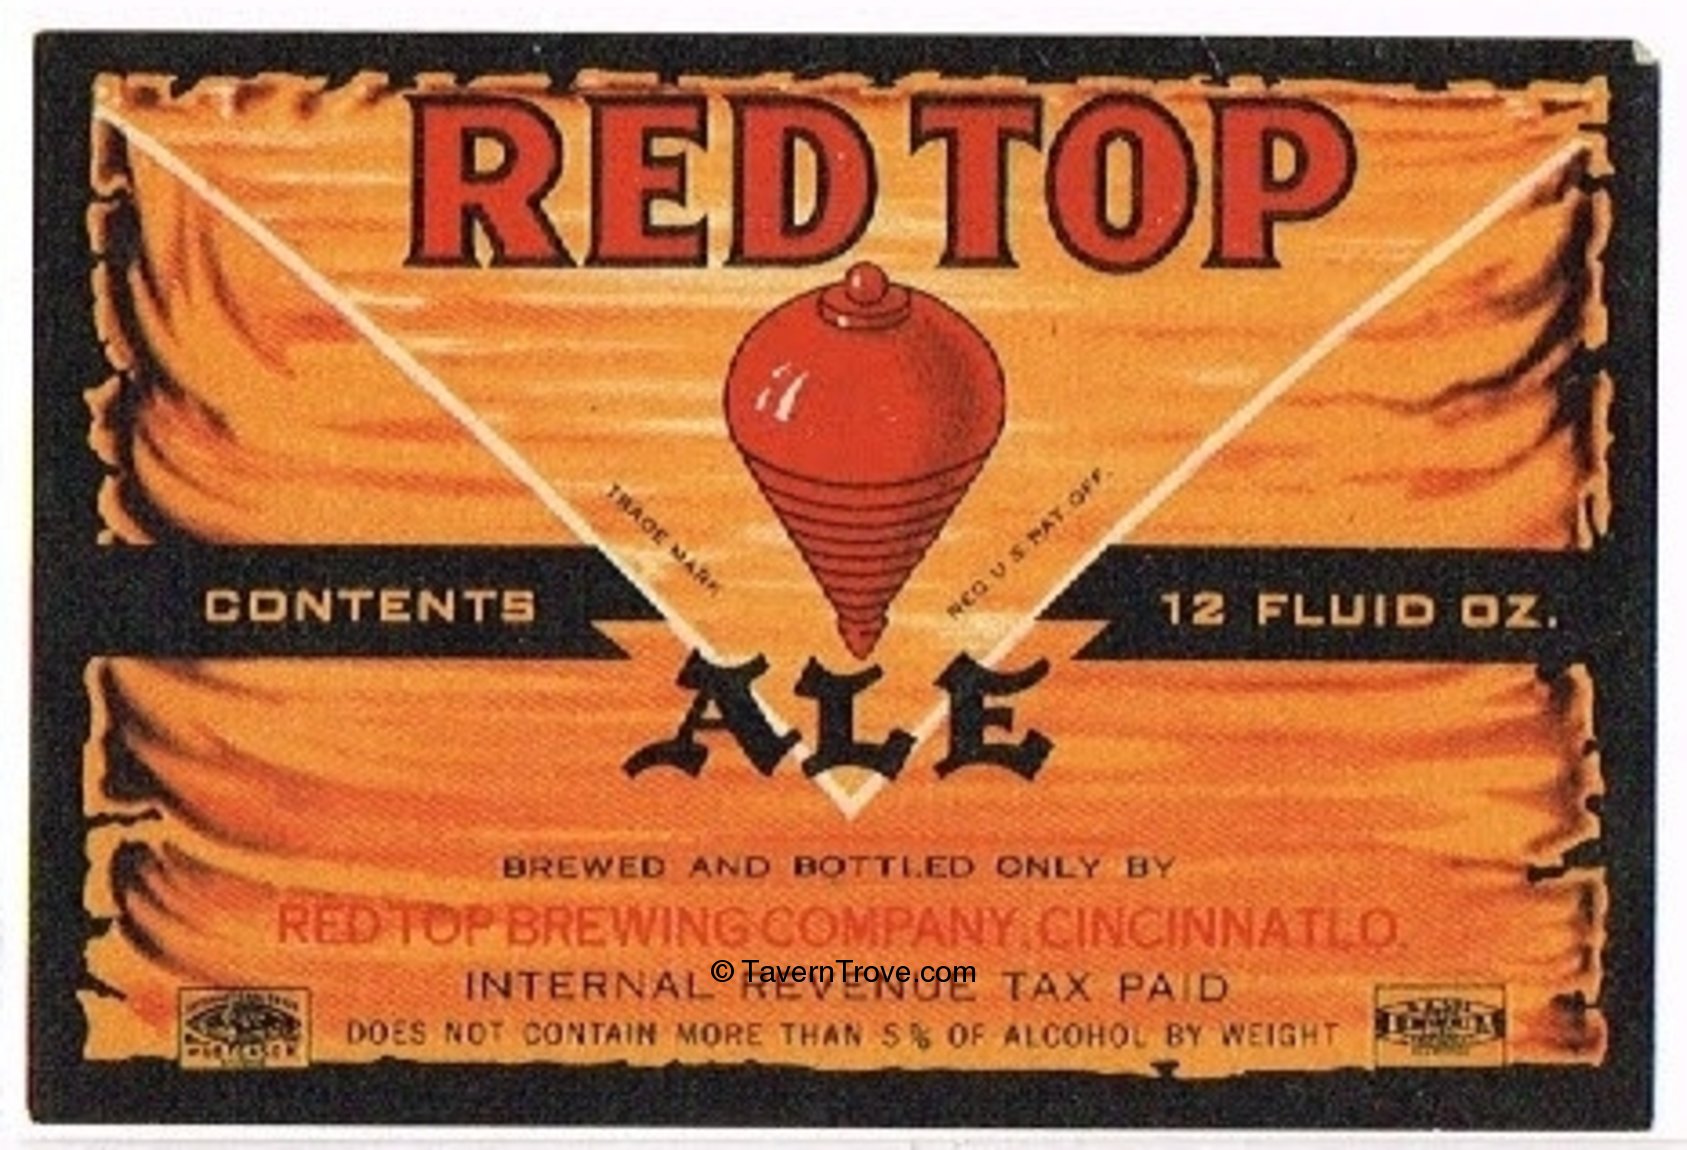 RED TOP
TRADE MARK
REG. U. S. PAT. OFF.
CONTENTS
12 FLUID OZ.
ALE
BREWED AND BOTTLED ONLY BY
RED TOP BREWING COMPANY, CINCINNATI, O.
© TavernTrove.com
INTERNAL REVENUE TAX PAID
DOES NOT CONTAIN MORE THAN 5% OF ALCOHOL BY WEIGHT